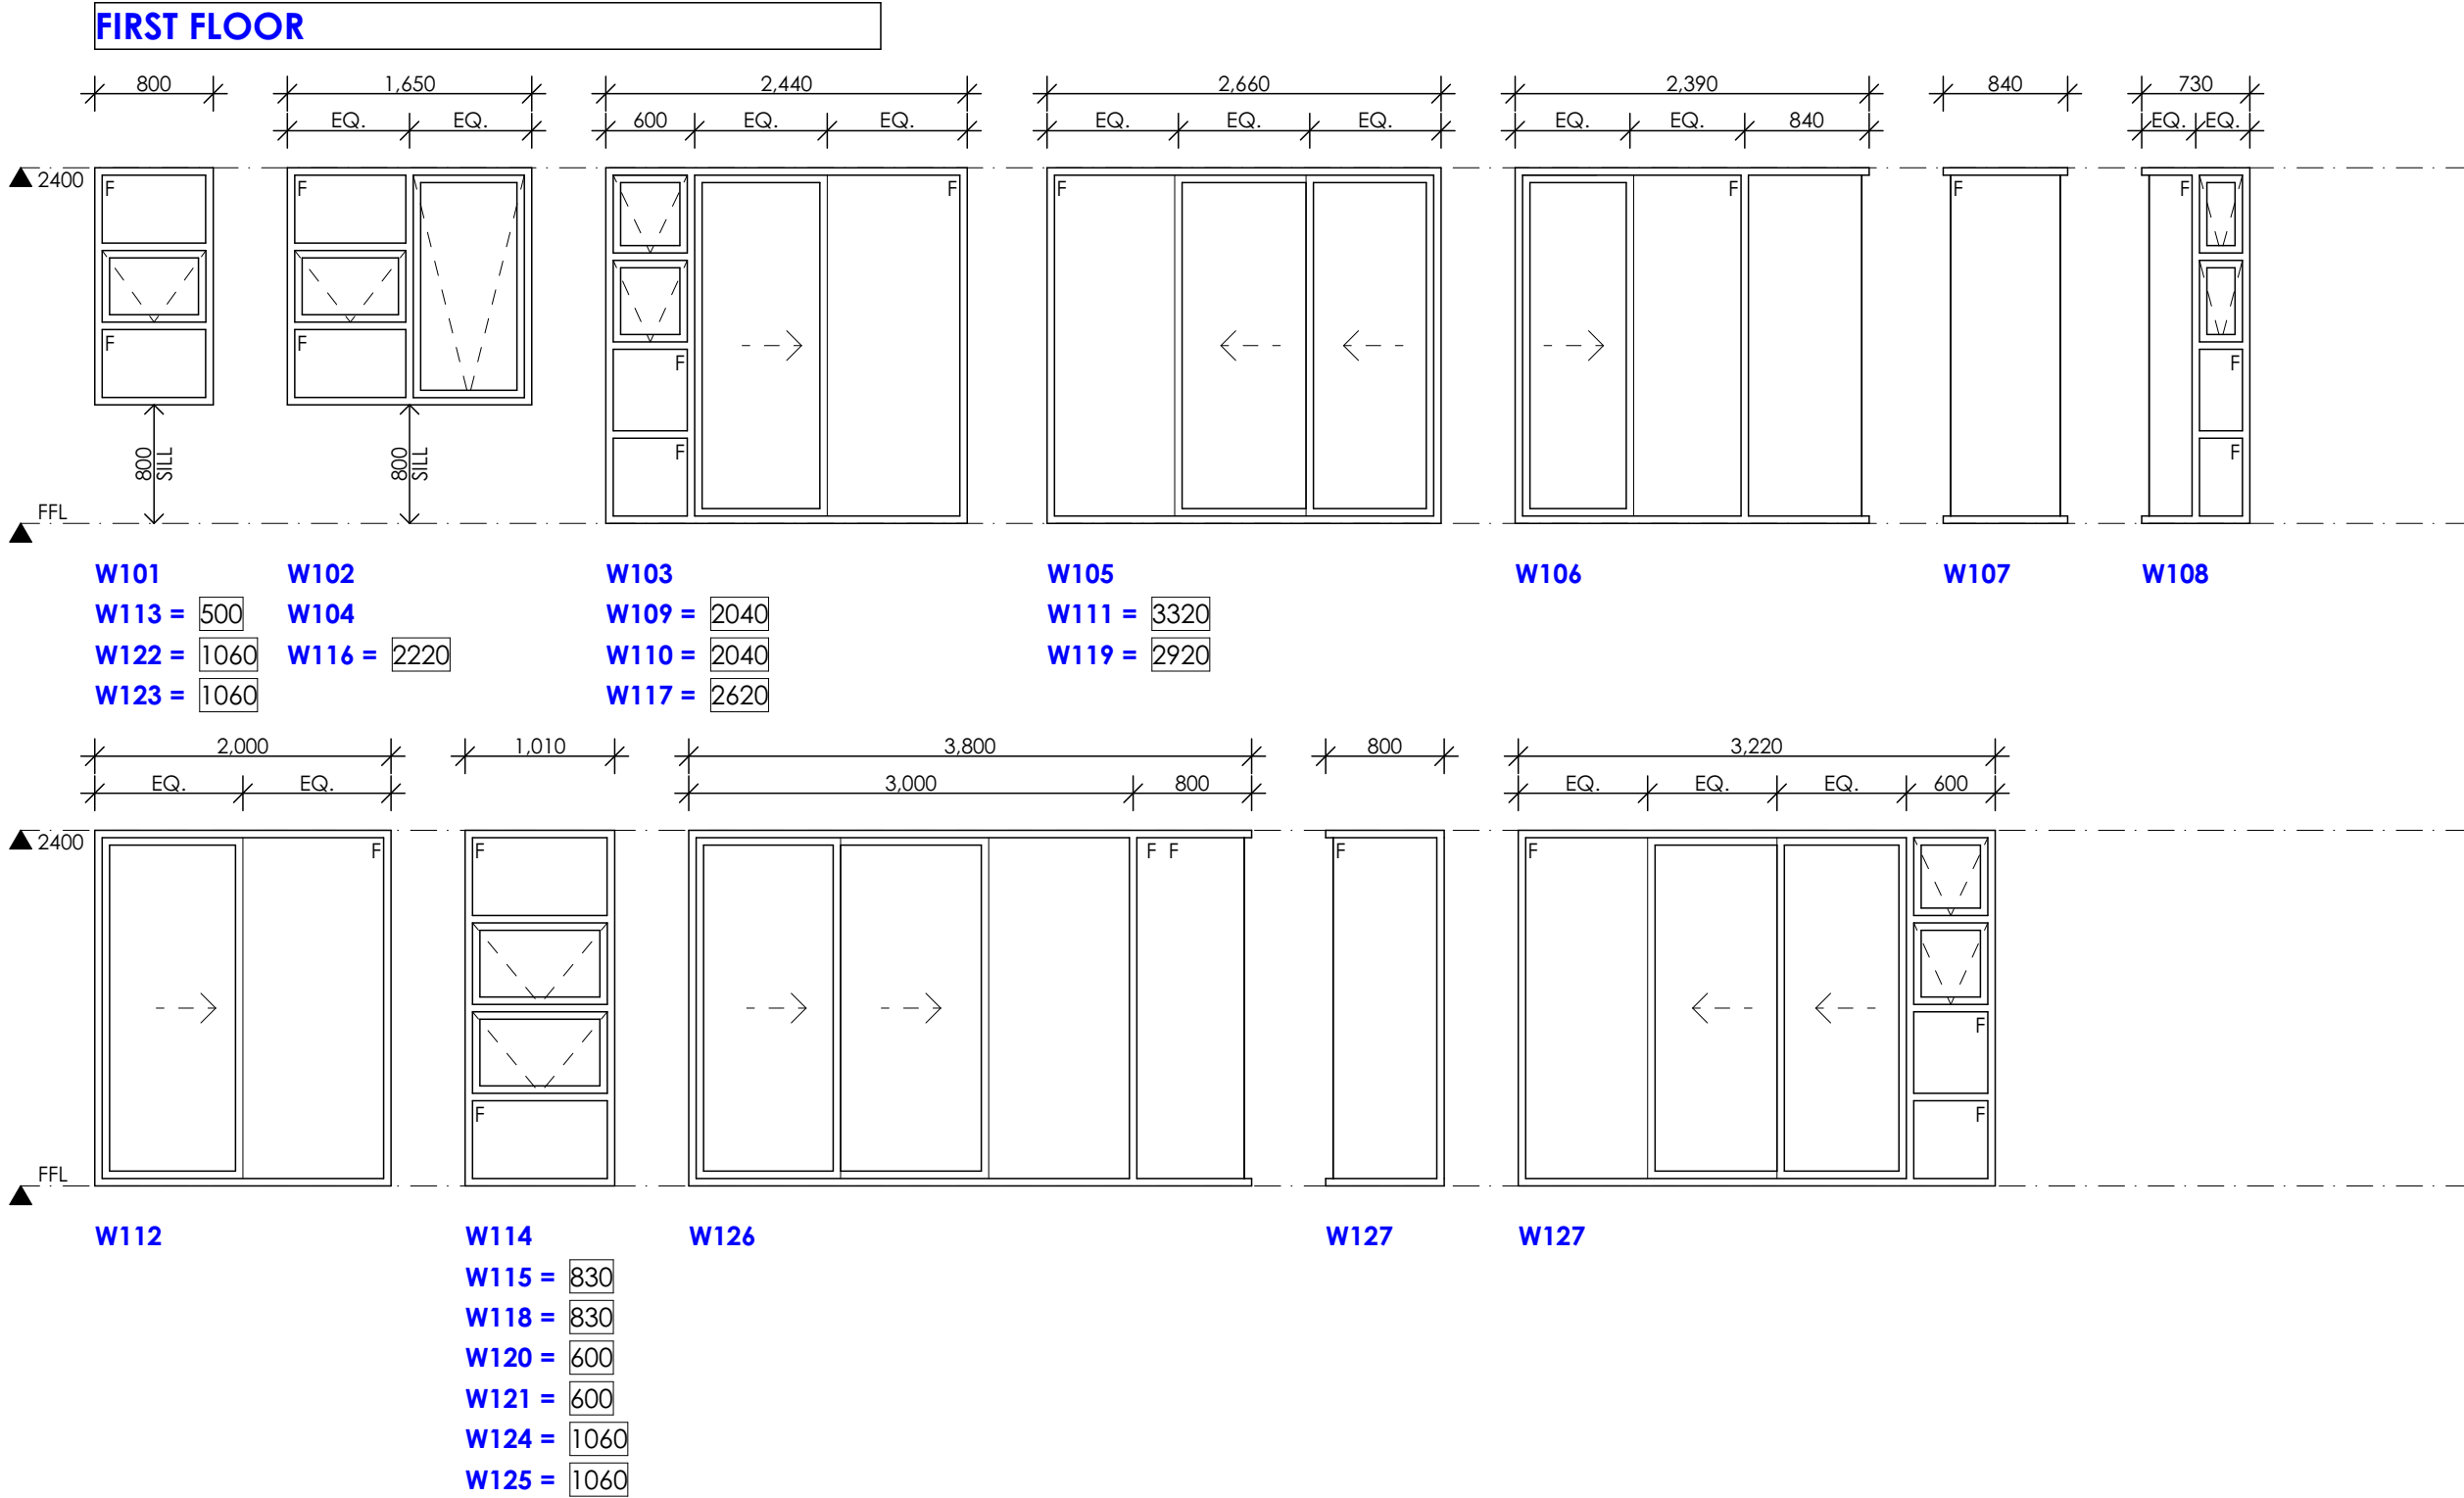 FIRST FLOOR
800 1,650 2,440 2,660 2,390 840 730
EQ. EQ. 600 EQ. EQ. EQ. EQ. EQ. EQ. EQ. 840 EQ. EQ.
2400
F F F F F F F
F F F F
F F
800 SILL 800 SILL
FFL
W101 W102 W103 W105 W106 W107 W108
W113 = 500 W104 W109 = 2040 W111 = 3320
W122 = 1060 W116 = 2220 W110 = 2040 W119 = 2920
W123 = 1060 W117 = 2620
2,000 1,010 3,800 800 3,220
EQ. EQ. 3,000 800 EQ. EQ. EQ. 600
2400
F F F F F F
F
F F
FFL
W112 W114 W126 W127 W127
W115 = 830
W118 = 830
W120 = 600
W121 = 600
W124 = 1060
W125 = 1060